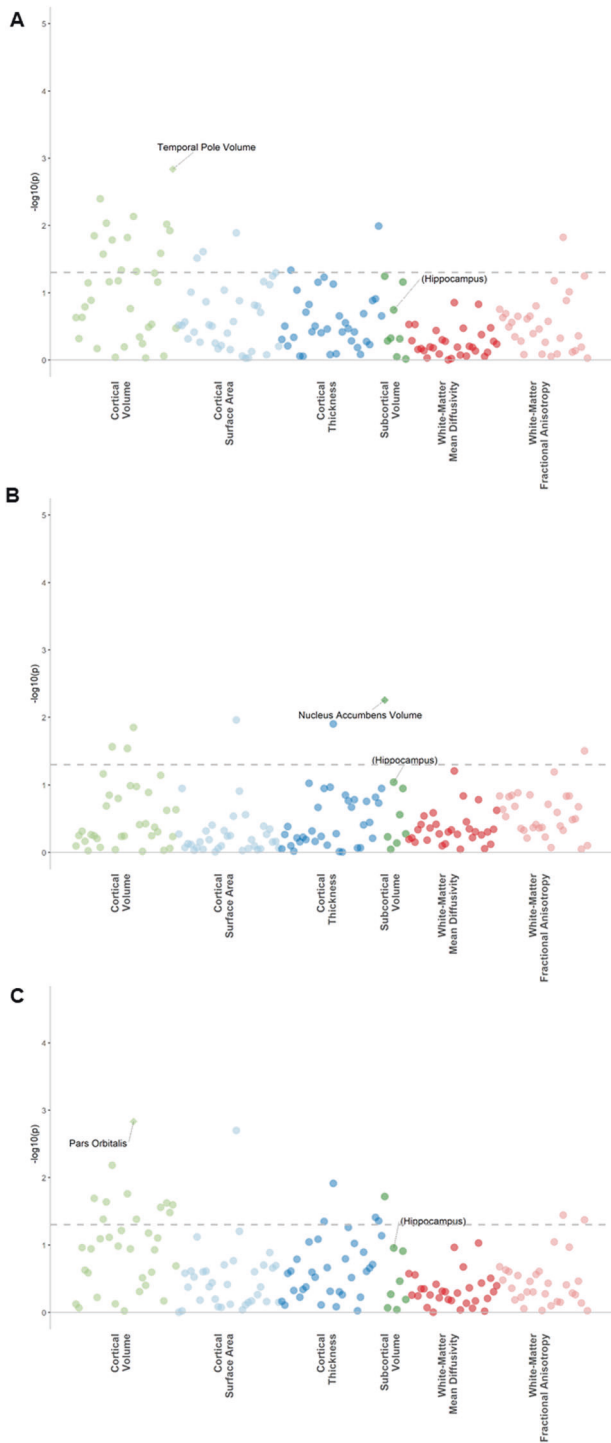 A
5
4
3
2
1
0
-log10(p)
Temporal Pole Volume
(Hippocampus)
Cortical
Volume
Cortical
Surface Area
Cortical
Thickness
Subcortical
Volume
White-Matter
Mean Diffusivity
White-Matter
Fractional Anisotropy
B
5
4
3
2
1
0
-log10(p)
Nucleus Accumbens Volume
(Hippocampus)
Cortical
Volume
Cortical
Surface Area
Cortical
Thickness
Subcortical
Volume
White-Matter
Mean Diffusivity
White-Matter
Fractional Anisotropy
C
4
3
2
1
0
-log10(p)
Pars Orbitalis
(Hippocampus)
Cortical
Volume
Cortical
Surface Area
Cortical
Thickness
Subcortical
Volume
White-Matter
Mean Diffusivity
White-Matter
Fractional Anisotropy